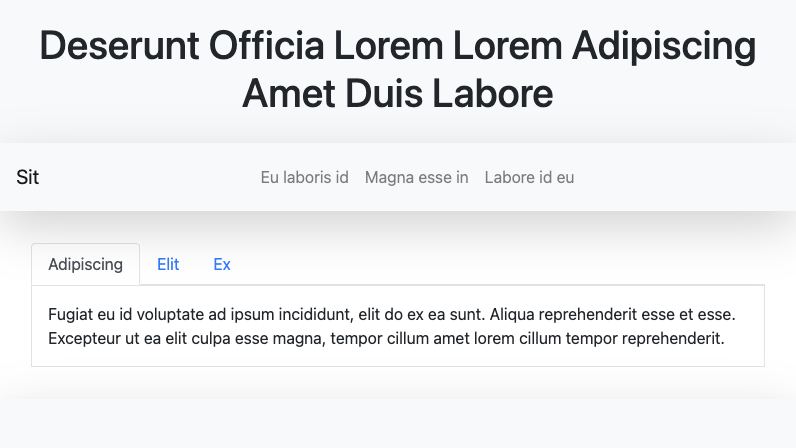 Deserunt Officia Lorem Lorem Adipiscing
Amet Duis Labore
Sit
Eu laboris id
Magna esse in
Labore id eu
Adipiscing
Elit
Ex
Fugiat eu id voluptate ad ipsum incididunt, elit do ex ea sunt. Aliqua reprehenderit esse et esse.
Excepteur ut ea elit culpa esse magna, tempor cillum amet lorem cillum tempor reprehenderit.